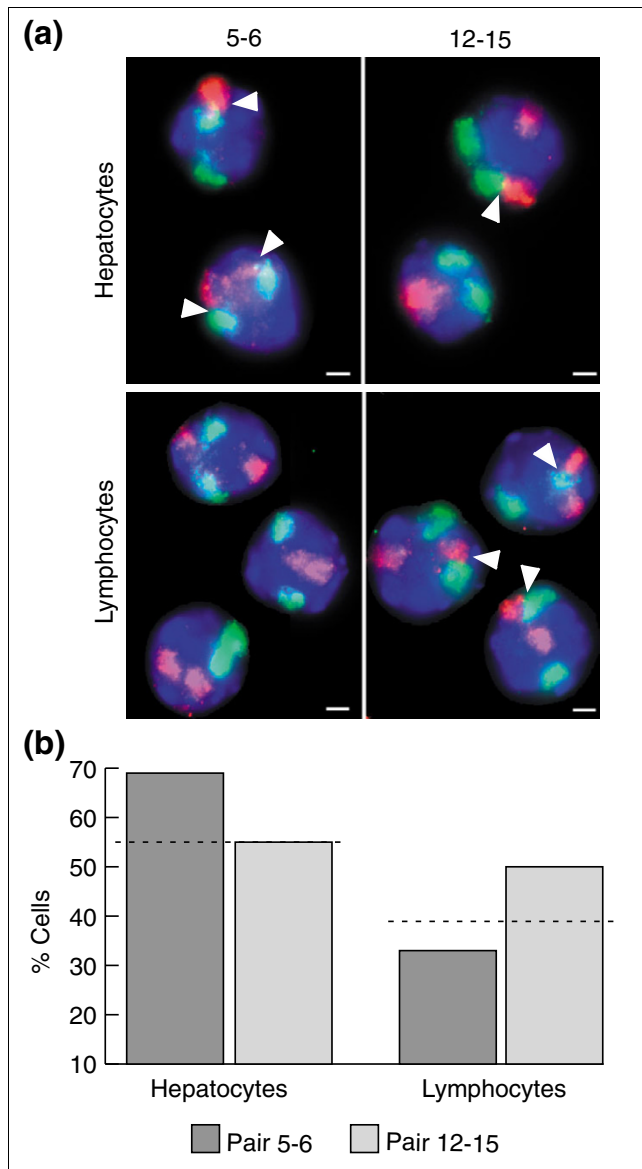 (a)
5-6 12-15
Hepatocytes
Lymphocytes
(b)
70
60
50
40
30
20
10
% Cells
Hepatocytes Lymphocytes
Pair 5-6 Pair 12-15